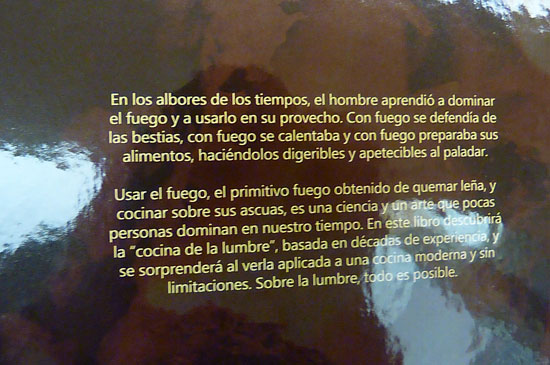 En los albores de los tiempos, el hombre aprendió a dominar
el fuego y a usarlo en su provecho. Con fuego se defendía de
las bestias, con fuego se calentaba y con fuego preparaba sus
alimentos, haciéndolos digeribles y apetecibles al paladar.
Usar el fuego, el primitivo fuego obtenido de quemar leña, y
cocinar sobre sus ascuas, es una ciencia y un arte que pocas
personas dominan en nuestro tiempo. En este libro descubrirá
la "cocina de la lumbre", basada en décadas de experiencia, y
se sorprenderá al verla aplicada a una cocina moderna y sin
limitaciones. Sobre la lumbre, todo es posible.